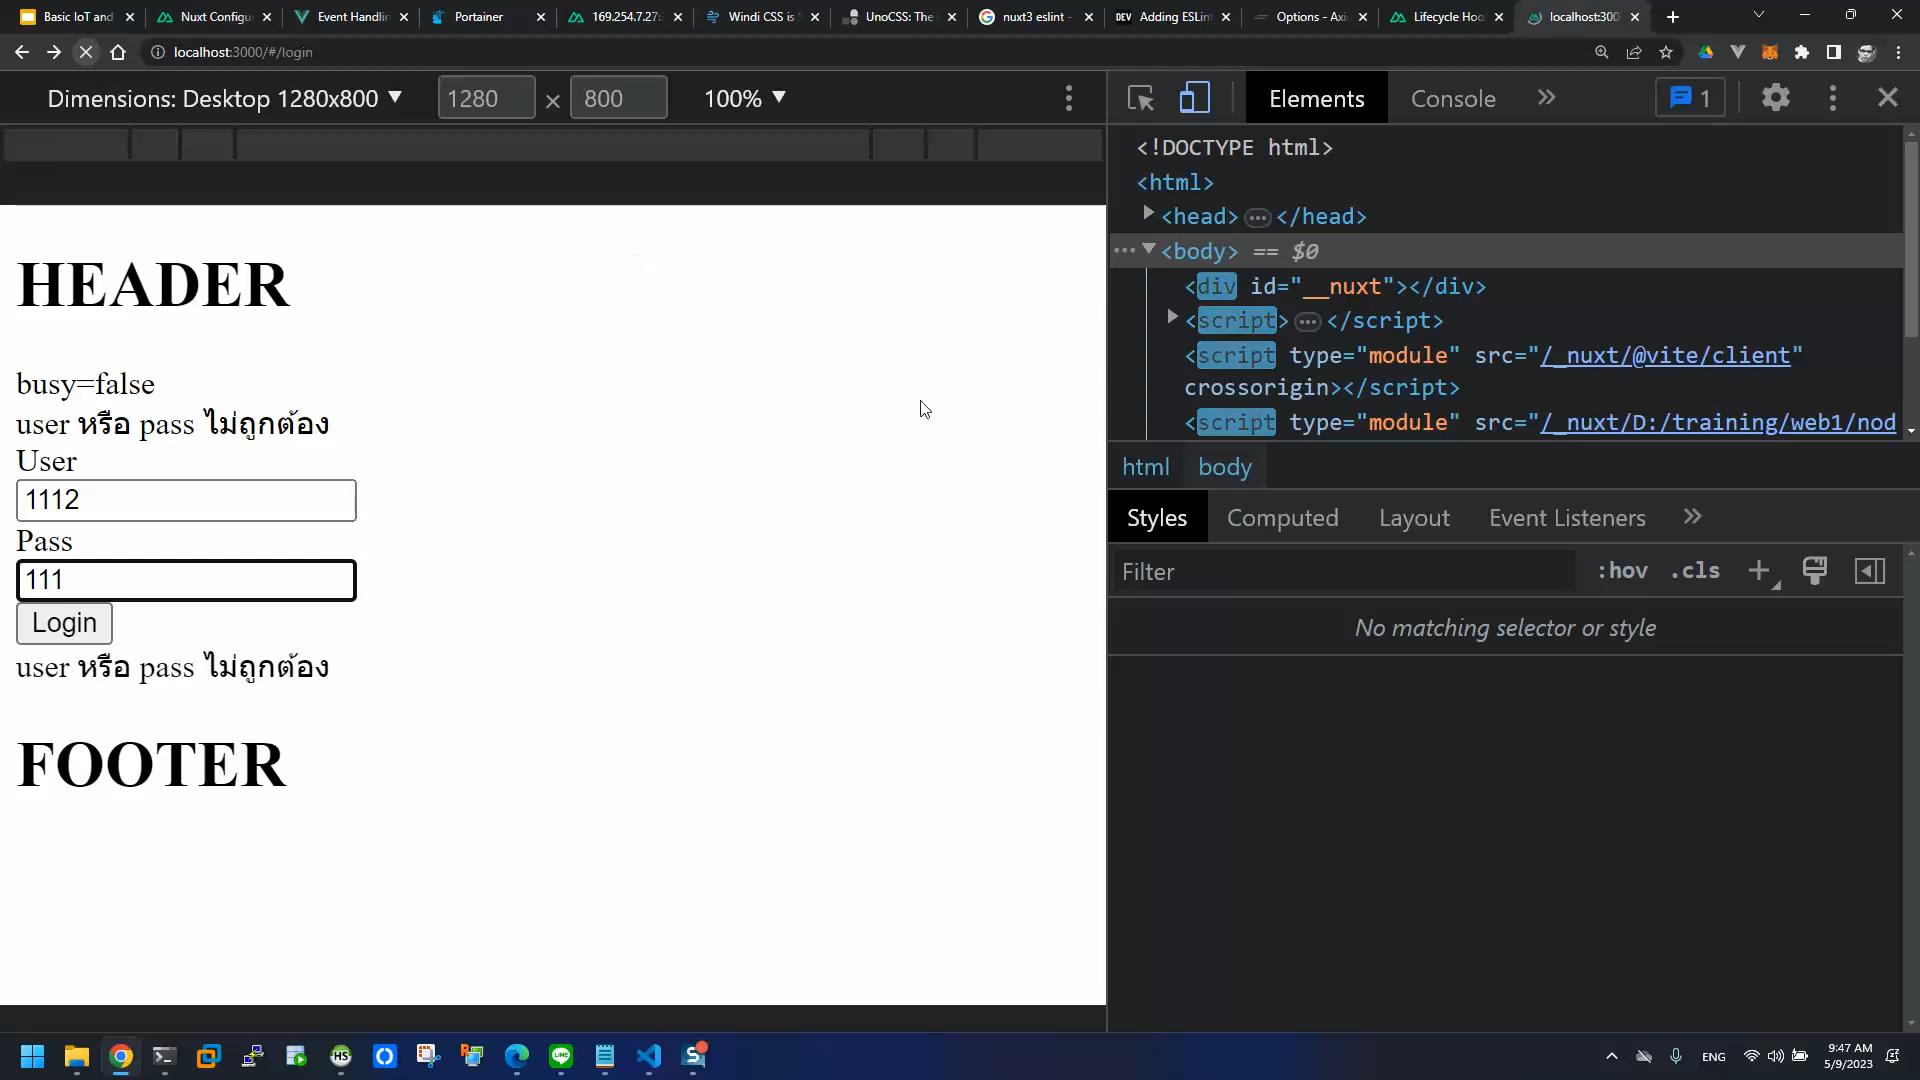 Basic IoT and
Nuxt Configu
Event Handlin
Portainer
169.254.7.27:
Windi CSS is
UnoCSS: The
nuxt3 eslint -
DEV Adding ESLin
Options - Axi
Lifecycle Hoo
localhost:300
localhost:3000/#/login
Dimensions: Desktop 1280x800 ▼
1280 × 800
100% ▼
Elements
Console
1
<!DOCTYPE html>
<html>
<head> ⋯ </head>
<body> == $0
<div id="__nuxt"></div>
<script> ⋯ </script>
<script type="module" src="/_nuxt/@vite/client"
crossorigin></script>
<script type="module" src="/_nuxt/D:/training/web1/nod
html
body
Styles
Computed
Layout
Event Listeners
Filter
:hov
.cls
No matching selector or style
HEADER
busy=false
user หรือ pass ไม่ถูกต้อง
User
1112
Pass
111
Login
user หรือ pass ไม่ถูกต้อง
FOOTER
HS
LINE
ENG
9:47 AM
5/9/2023